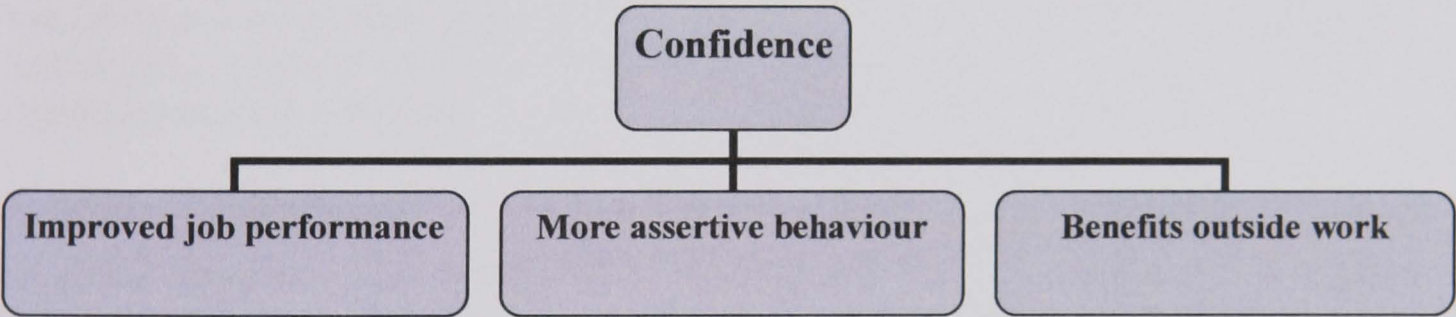 Confidence
Improved job performance
More assertive behaviour
Benefits outside work